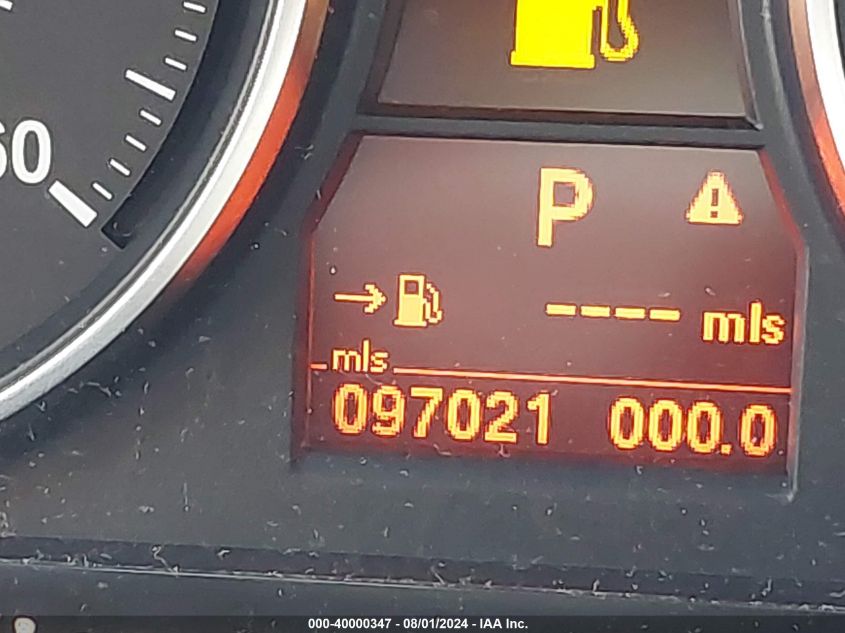 60
P
---- mls
mls
097021 000.0
000-40000347 - 08/01/2024 - IAA Inc.